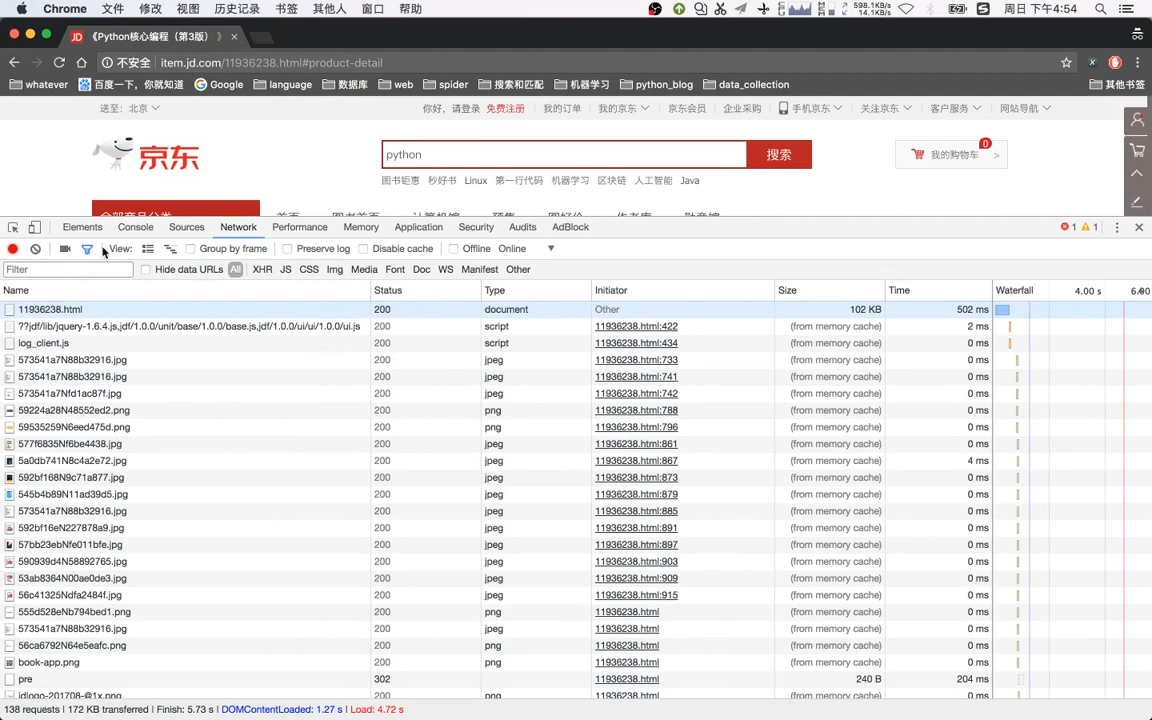 Chrome 文件 修改 视图 历史记录 书签 其他人 窗口 帮助 598.1KB/s 14.1KB/s 周日 下午4:54
JD 《Python核心编程（第3版）》
不安全 item.jd.com/11936238.html#product-detail
whatever 百度一下，你就知道 Google language 数据库 web spider 搜索和匹配 机器学习 python_blog data_collection 其他书签
送至：北京 你好，请登录 免费注册 我的订单 我的京东 京东会员 企业采购 手机京东 关注京东 客户服务 网站导航
京东 python 搜索 我的购物车 0 >
图书钜惠 秒好书 Linux 第一行代码 机器学习 区块链 人工智能 Java
Elements Console Sources Network Performance Memory Application Security Audits AdBlock 1 1
View: Group by frame Preserve log Disable cache Offline Online
Filter Hide data URLs All XHR JS CSS Img Media Font Doc WS Manifest Other
Name Status Type Initiator Size Time Waterfall 4.00 s
11936238.html 200 document Other 102 KB 502 ms
??jdf/lib/jquery-1.6.4.js,jdf/1.0.0/unit/base/1.0.0/base.js,jdf/1.0.0/ui/ui/1.0.0/ui.js 200 script 11936238.html:422 (from memory cache) 2 ms
log_client.js 200 script 11936238.html:434 (from memory cache) 0 ms
573541a7N88b32916.jpg 200 jpeg 11936238.html:733 (from memory cache) 0 ms
573541a7N88b32916.jpg 200 jpeg 11936238.html:741 (from memory cache) 0 ms
573541a7Nfd1ac87f.jpg 200 jpeg 11936238.html:742 (from memory cache) 0 ms
59224a28N48552ed2.png 200 png 11936238.html:788 (from memory cache) 0 ms
59535259N6eed475d.png 200 png 11936238.html:796 (from memory cache) 0 ms
577f6835Nf6be4438.jpg 200 jpeg 11936238.html:861 (from memory cache) 0 ms
5a0db741N8c4a2e72.jpg 200 jpeg 11936238.html:867 (from memory cache) 4 ms
592bf168N9c71a877.jpg 200 jpeg 11936238.html:873 (from memory cache) 0 ms
545b4b89N11ad39d5.jpg 200 jpeg 11936238.html:879 (from memory cache) 0 ms
573541a7N88b32916.jpg 200 jpeg 11936238.html:885 (from memory cache) 0 ms
592bf16eN227878a9.jpg 200 jpeg 11936238.html:891 (from memory cache) 0 ms
57bb23ebNfe011bfe.jpg 200 jpeg 11936238.html:897 (from memory cache) 0 ms
590939d4N58892765.jpg 200 jpeg 11936238.html:903 (from memory cache) 0 ms
53ab8364N00ae0de3.jpg 200 jpeg 11936238.html:909 (from memory cache) 0 ms
56c41325Ndfa2484f.jpg 200 jpeg 11936238.html:915 (from memory cache) 0 ms
555d528eNb794bed1.png 200 png 11936238.html (from memory cache) 0 ms
573541a7N88b32916.jpg 200 jpeg 11936238.html (from memory cache) 0 ms
56ca6792N64e5eafc.png 200 png 11936238.html (from memory cache) 0 ms
book-app.png 200 png 11936238.html (from memory cache) 0 ms
pre 302 11936238.html 240 B 204 ms
jdlogo-201708-@1x.png 200 png 11936238.html (from memory cache) 0 ms
138 requests | 172 KB transferred | Finish: 5.73 s | DOMContentLoaded: 1.27 s | Load: 4.72 s